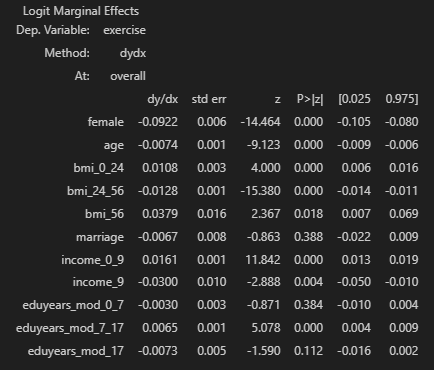 Logit Marginal Effects
Dep. Variable: exercise
Method: dydx
At: overall
dy/dx std err z P>|z| [0.025 0.975]
female -0.0922 0.006 -14.464 0.000 -0.105 -0.080
age -0.0074 0.001 -9.123 0.000 -0.009 -0.006
bmi_0_24 0.0108 0.003 4.000 0.000 0.006 0.016
bmi_24_56 -0.0128 0.001 -15.380 0.000 -0.014 -0.011
bmi_56 0.0379 0.016 2.367 0.018 0.007 0.069
marriage -0.0067 0.008 -0.863 0.388 -0.022 0.009
income_0_9 0.0161 0.001 11.842 0.000 0.013 0.019
income_9 -0.0300 0.010 -2.888 0.004 -0.050 -0.010
eduyears_mod_0_7 -0.0030 0.003 -0.871 0.384 -0.010 0.004
eduyears_mod_7_17 0.0065 0.001 5.078 0.000 0.004 0.009
eduyears_mod_17 -0.0073 0.005 -1.590 0.112 -0.016 0.002